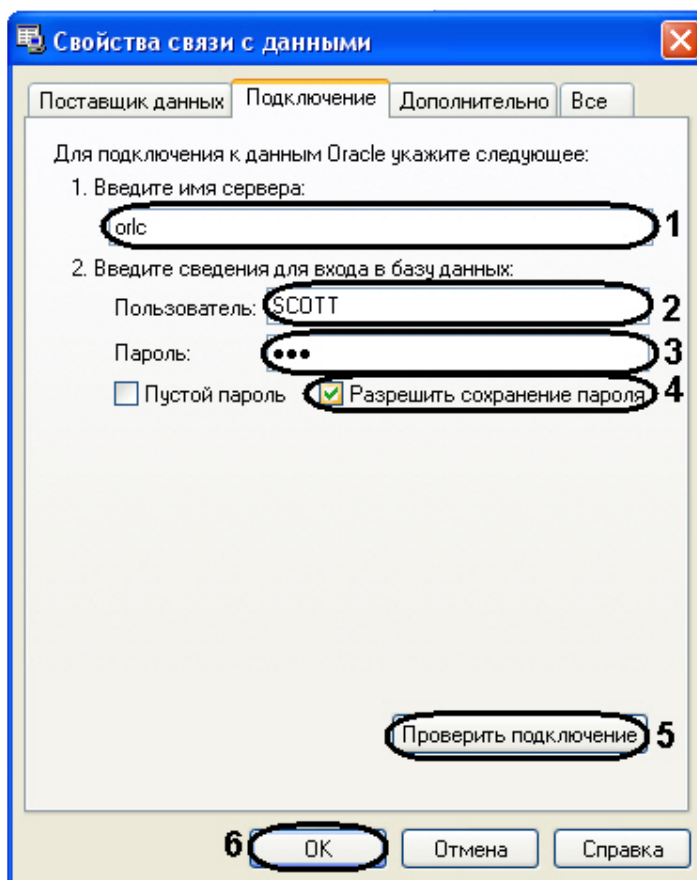 Свойства связи с данными
Поставщик данных Подключение Дополнительно Все
Для подключения к данным Oracle укажите следующее:
1. Введите имя сервера:
orlc 1
2. Введите сведения для входа в базу данных:
Пользователь: SCOTT 2
Пароль: ●●● 3
Пустой пароль Разрешить сохранение пароля 4
Проверить подключение 5
6 OK Отмена Справка